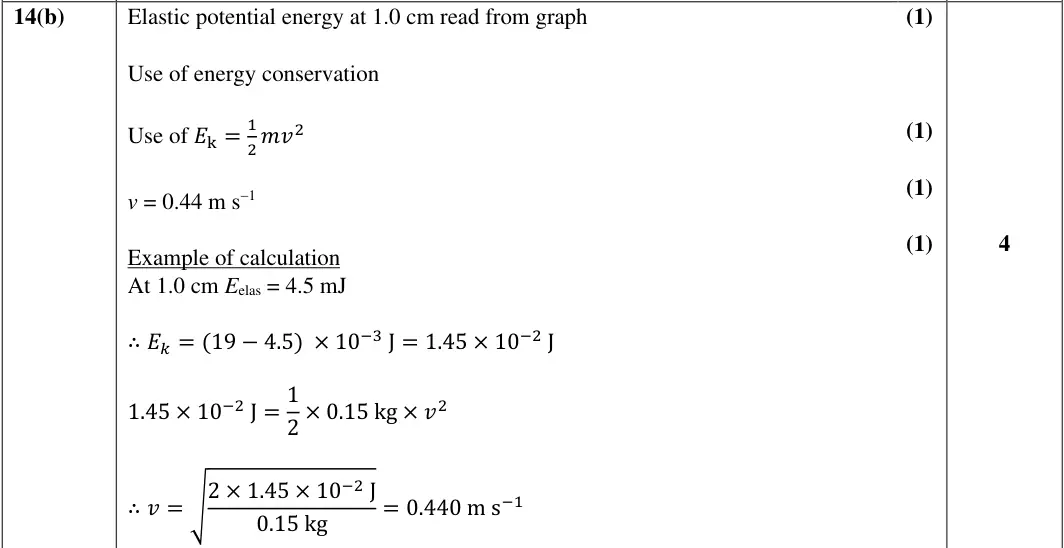 14(b) Elastic potential energy at 1.0 cm read from graph (1)
Use of energy conservation
Use of 𝐸k = 1/2 𝑚𝑣² (1)
(1)
v = 0.44 m s⁻¹
(1) 4
Example of calculation
At 1.0 cm Eelas = 4.5 mJ
∴ 𝐸𝑘 = (19 − 4.5) × 10⁻³ J = 1.45 × 10⁻² J
1.45 × 10⁻² J = 1/2 × 0.15 kg × 𝑣²
∴ 𝑣 = √(2 × 1.45 × 10⁻² J / 0.15 kg) = 0.440 m s⁻¹